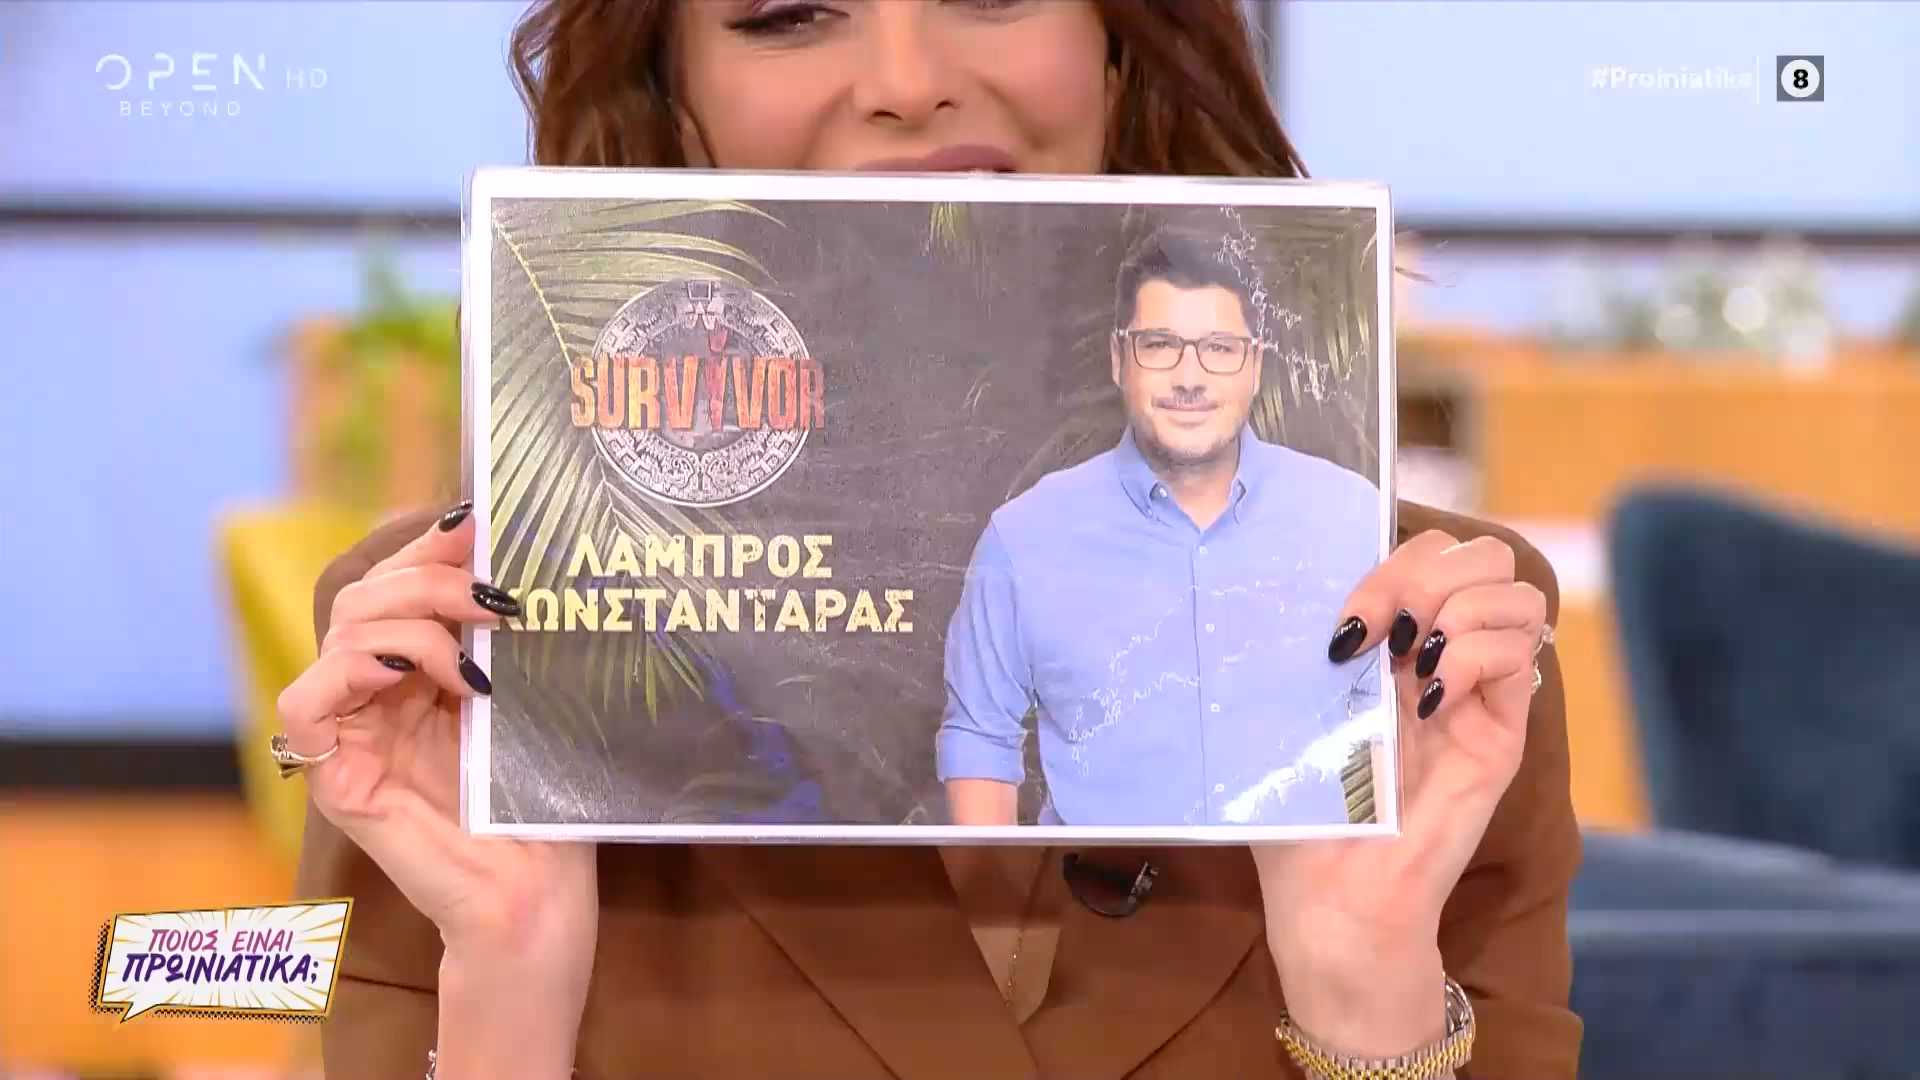 OPEN HD
BEYOND
#Proiniatika
8
SURVIVOR
ΛΑΜΠΡΟΣ
ΚΩΝΣΤΑΝΤΑΡΑΣ
ΠΟΙΟΣ ΕΙΝΑΙ
ΠΡΩΙΝΙΑΤΙΚΑ;